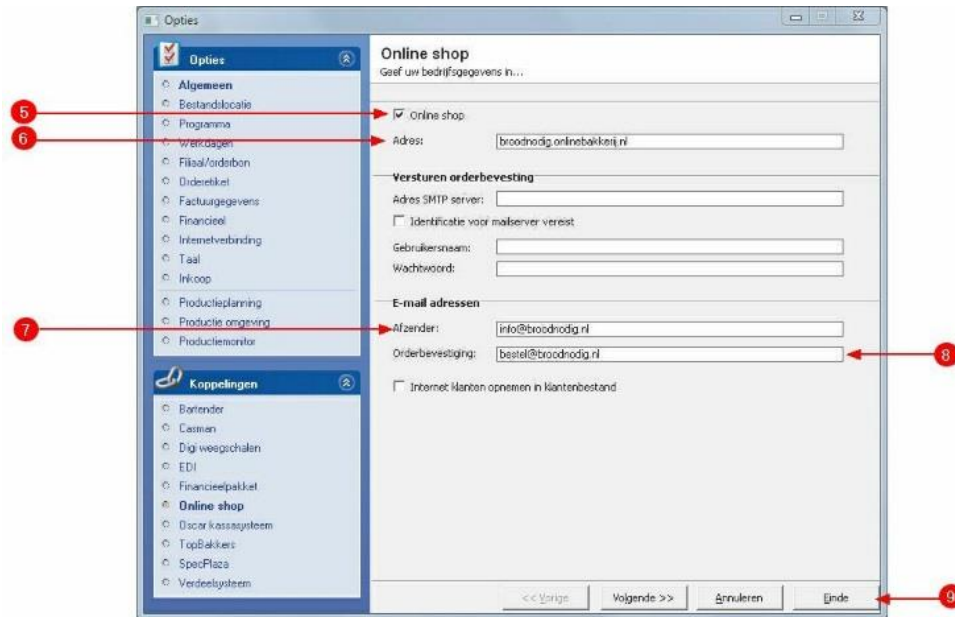 Opties
Opties
Algemeen
Bestandslocatie
Programma
Werkdagen
Filiaal/orderbon
Orderetiket
Factuurgegevens
Financieel
Internetverbinding
Taal
Inkoop
Productieplanning
Productie omgeving
Productiemonitor
Koppelingen
Bartender
Casman
Digi weegschalen
EDI
Financieelpakket
Online shop
Oscar kassasysteem
TopBakkers
SpecPlaza
Verdeelsysteem
Online shop
Geef uw bedrijfsgegevens in...
5 Online shop
6 Adres: broodnodig.onlinebakkerij.nl
Versturen orderbevesting
Adres SMTP server:
Identificatie voor mailserver vereist
Gebruikersnaam:
Wachtwoord:
E-mail adressen
7 Afzender: info@broodnodig.nl
Orderbevestiging: bestel@broodnodig.nl 8
Internet klanten opnemen in klantenbestand
<< Vorige Volgende >> Annuleren Einde 9